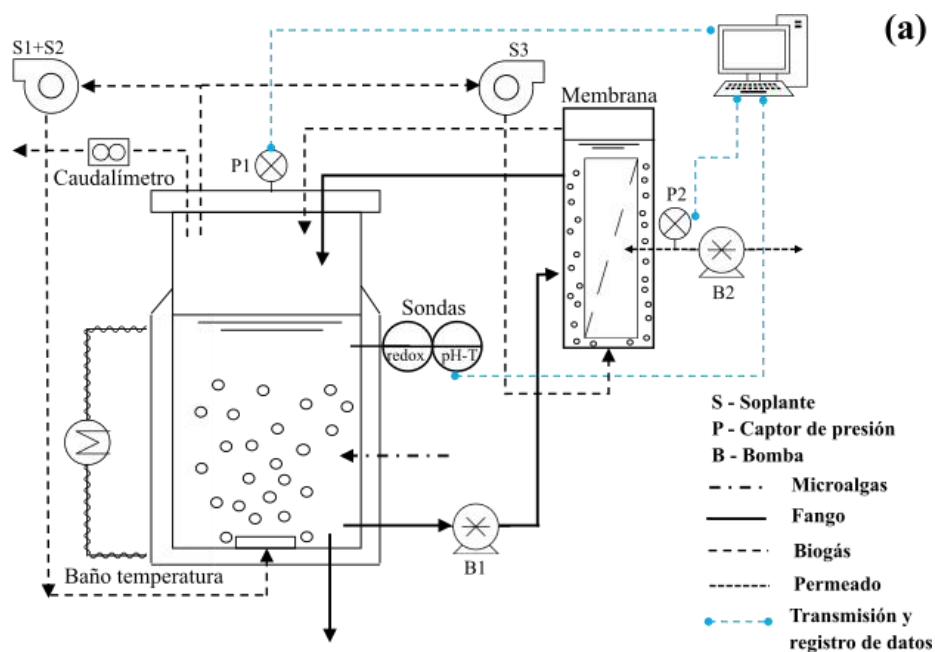 (a)
S1+S2
S3
Membrana
Caudalímetro
P1
P2
B2
Sondas
redox
pH-T
S - Soplante
P - Captor de presión
B - Bomba
Microalgas
Fango
Biogás
Permeado
Transmisión y
registro de datos
B1
Baño temperatura